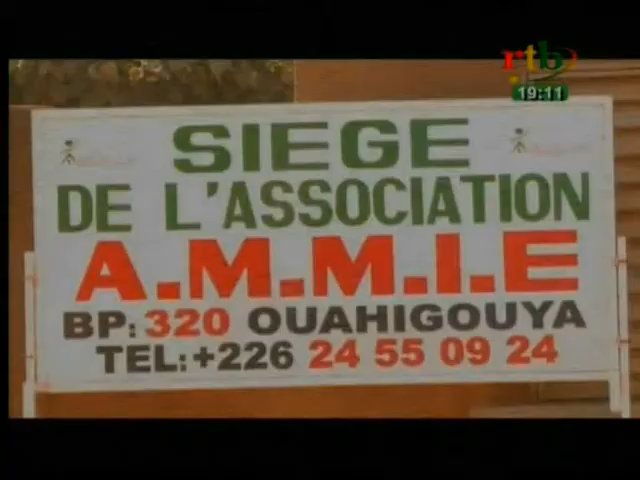 rtb
19:11
SIEGE
DE L'ASSOCIATION
A.M.M.I.E
BP: 320 OUAHIGOUYA
TEL:+226 24 55 09 24